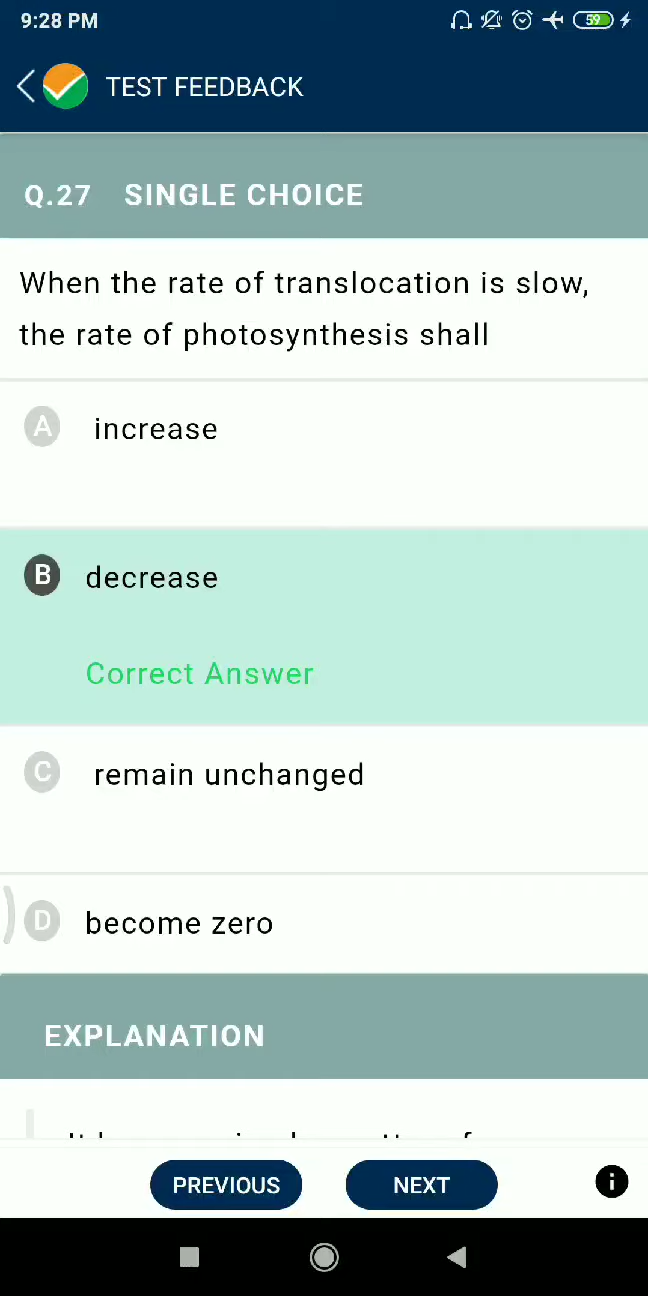 9:28 PM
59
TEST FEEDBACK
Q.27 SINGLE CHOICE
When the rate of translocation is slow,
the rate of photosynthesis shall
A increase
B decrease
Correct Answer
C remain unchanged
D become zero
EXPLANATION
PREVIOUS NEXT